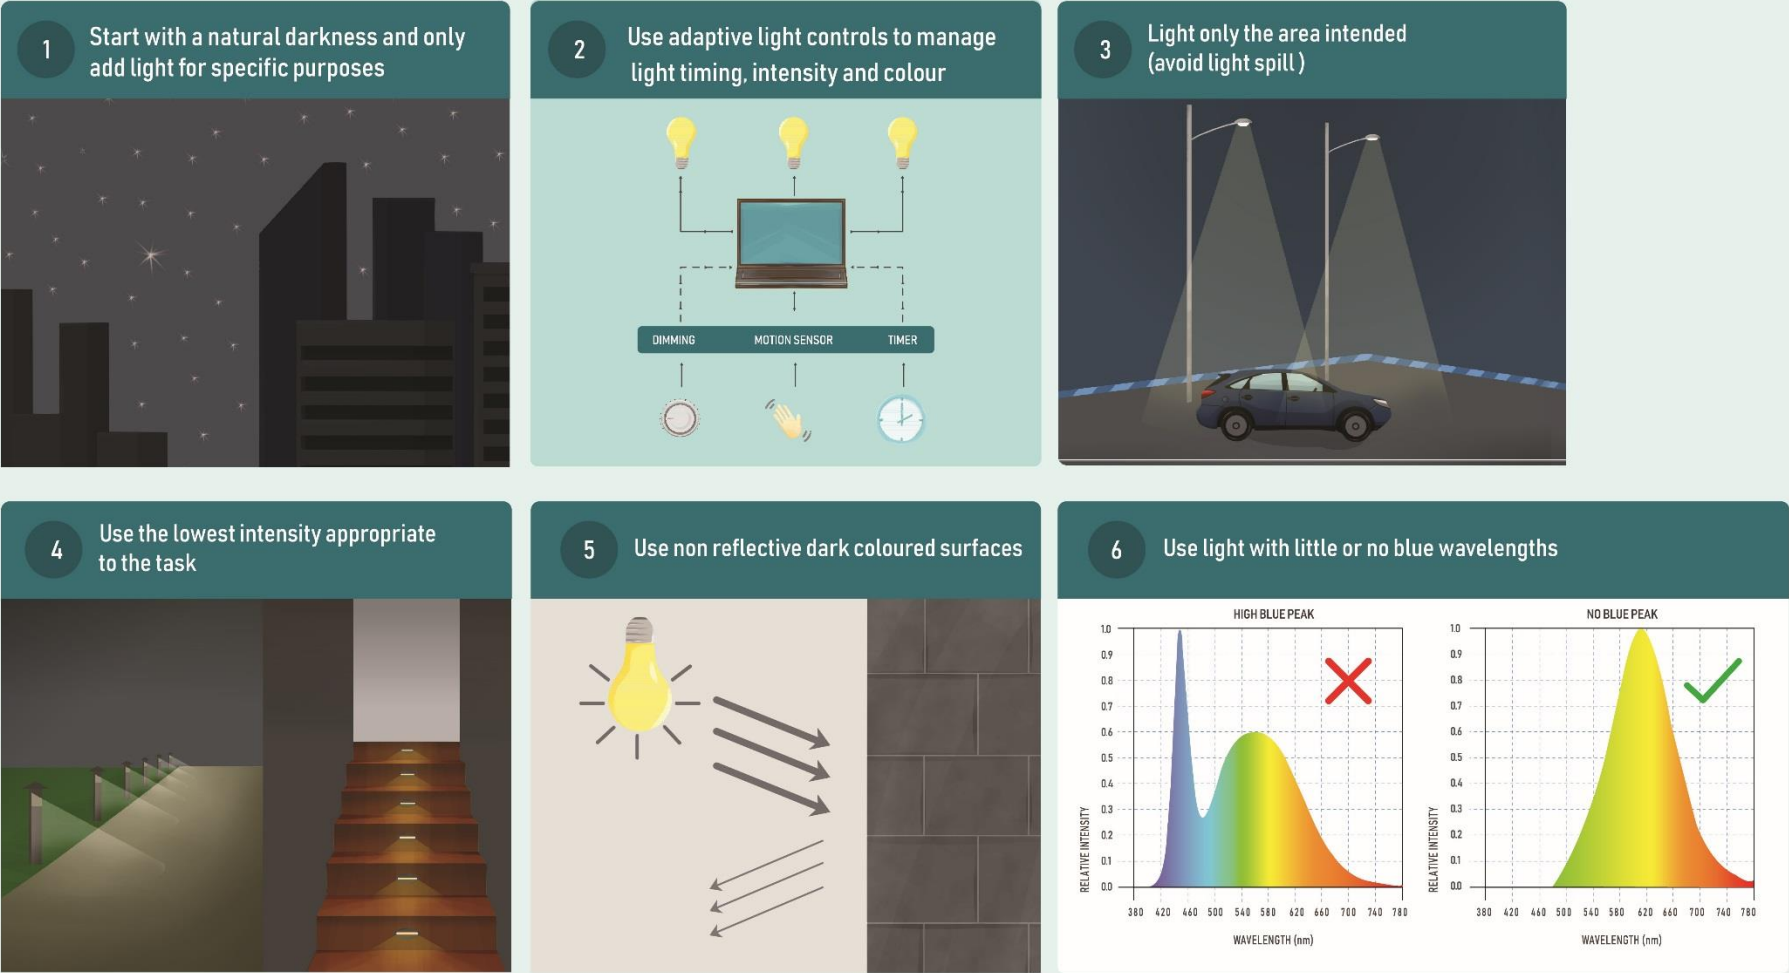 1
Start with a natural darkness and only
add light for specific purposes
2
Use adaptive light controls to manage
light timing, intensity and colour
DIMMING
MOTION SENSOR
TIMER
3
Light only the area intended
(avoid light spill)
4
Use the lowest intensity appropriate
to the task
5
Use non reflective dark coloured surfaces
6
Use light with little or no blue wavelengths
HIGH BLUE PEAK
1.0
0.9
0.8
0.7
0.6
0.5
0.4
0.3
0.2
0.1
0.0
RELATIVE INTENSITY
380 420 460 500 540 580 620 660 700 740 780
WAVELENGTH (nm)
NO BLUE PEAK
1.0
0.9
0.8
0.7
0.6
0.5
0.4
0.3
0.2
0.1
0.0
RELATIVE INTENSITY
380 420 460 500 540 580 620 660 700 740 780
WAVELENGTH (nm)